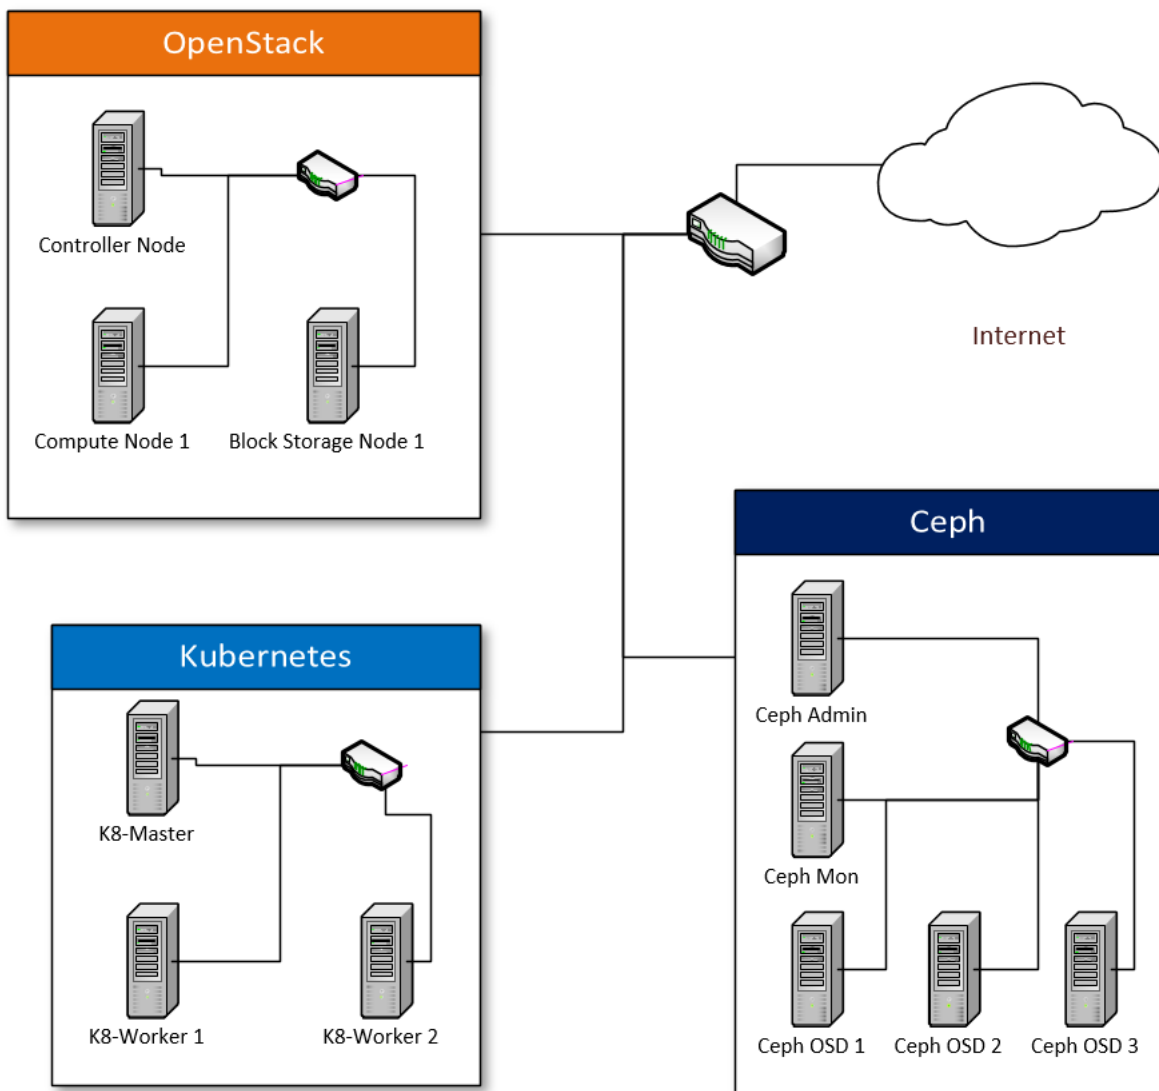 OpenStack
Controller Node
Compute Node 1
Block Storage Node 1
Internet
Kubernetes
K8-Master
K8-Worker 1
K8-Worker 2
Ceph
Ceph Admin
Ceph Mon
Ceph OSD 1
Ceph OSD 2
Ceph OSD 3